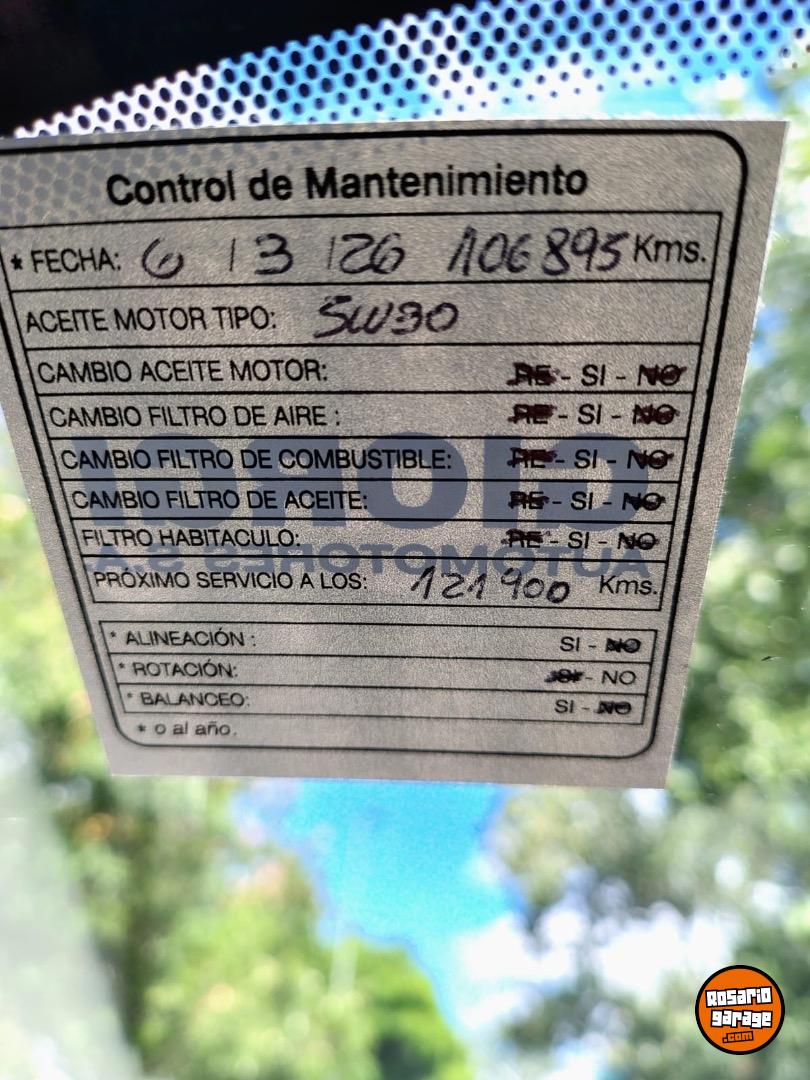 Control de Mantenimiento
* FECHA: 6 / 3 / 26 106895 Kms.
ACEITE MOTOR TIPO: 5W30
CAMBIO ACEITE MOTOR: RE - SI - NO
CAMBIO FILTRO DE AIRE : RE - SI - NO
CAMBIO FILTRO DE COMBUSTIBLE: RE - SI - NO
CAMBIO FILTRO DE ACEITE: RE - SI - NO
FILTRO HABITACULO: RE - SI - NO
PRÓXIMO SERVICIO A LOS: 121900 Kms.
* ALINEACIÓN : SI - NO
* ROTACIÓN: SI - NO
* BALANCEO: SI - NO
* o al año.
GIORGI
AUTOMOTORES S.A.
Rosario
garage
.com